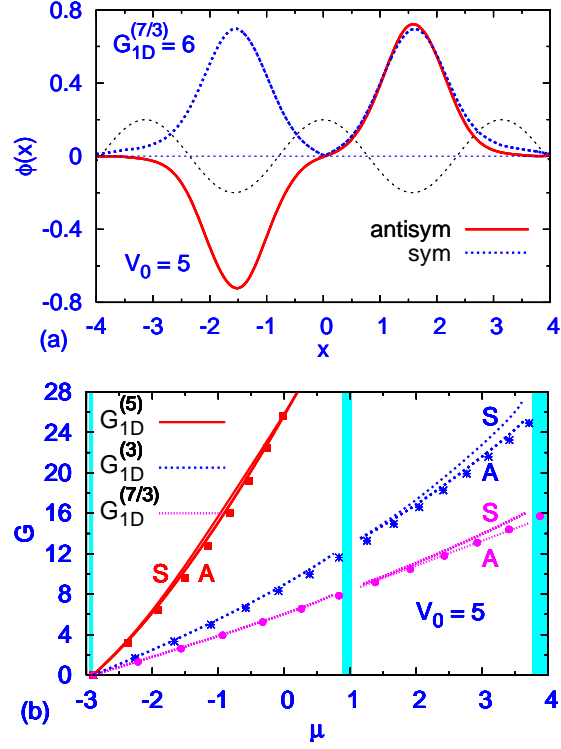 0.8
G1D(7/3) = 6
0.4
ϕ(x)
0
-0.4
antisym
sym
V0 = 5
-0.8
-4 -3 -2 -1 0 1 2 3 4
(a) x
28
G1D(5)
S
24
G1D(3)
A
20
G1D(7/3)
16
S
G
S A
A
12
8
V0 = 5
4
0
-3 -2 -1 0 1 2 3 4
(b) μ